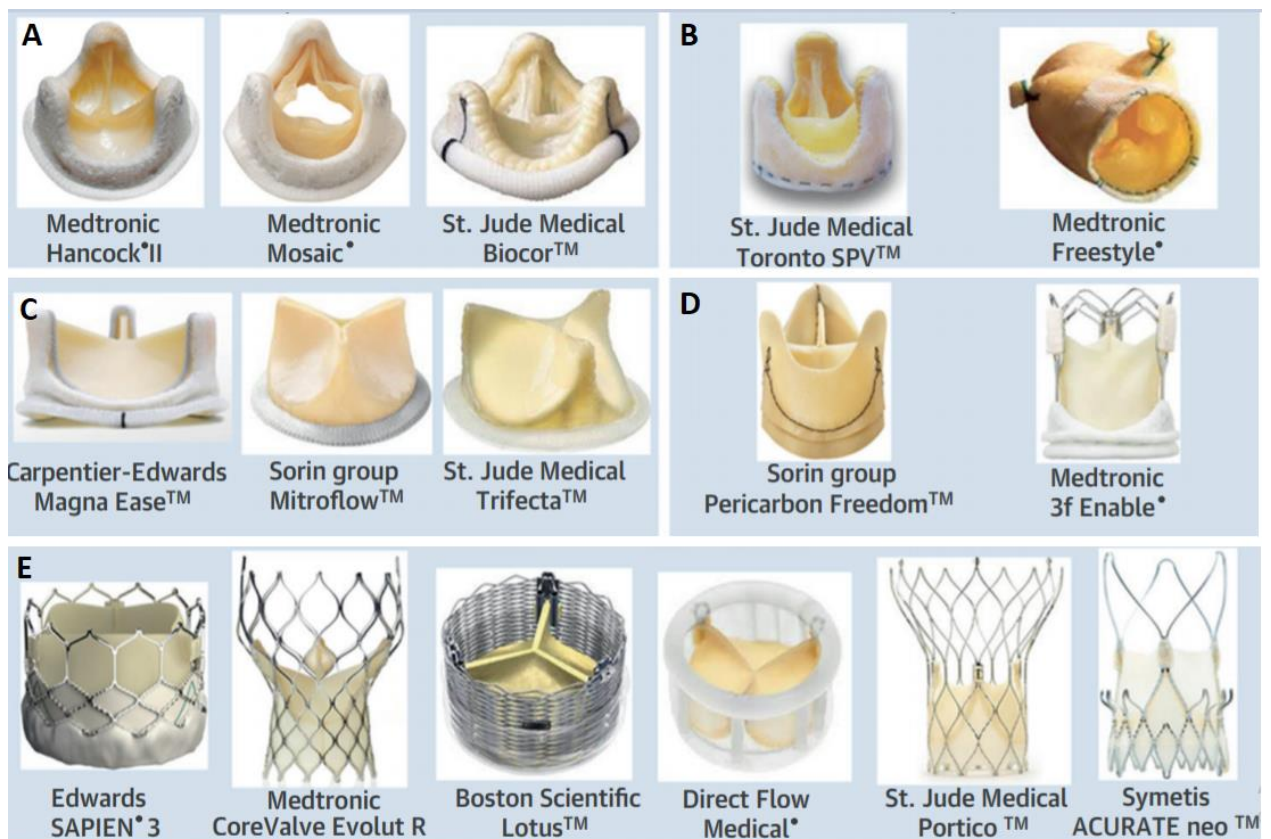 A
B
Medtronic
Hancock•II
Medtronic
Mosaic•
St. Jude Medical
Biocor™
St. Jude Medical
Toronto SPV™
Medtronic
Freestyle•
C
D
Carpentier-Edwards
Magna Ease™
Sorin group
Mitroflow™
St. Jude Medical
Trifecta™
Sorin group
Pericarbon Freedom™
Medtronic
3f Enable•
E
Edwards
SAPIEN•3
Medtronic
CoreValve Evolut R
Boston Scientific
Lotus™
Direct Flow
Medical•
St. Jude Medical
Portico ™
Symetis
ACURATE neo ™